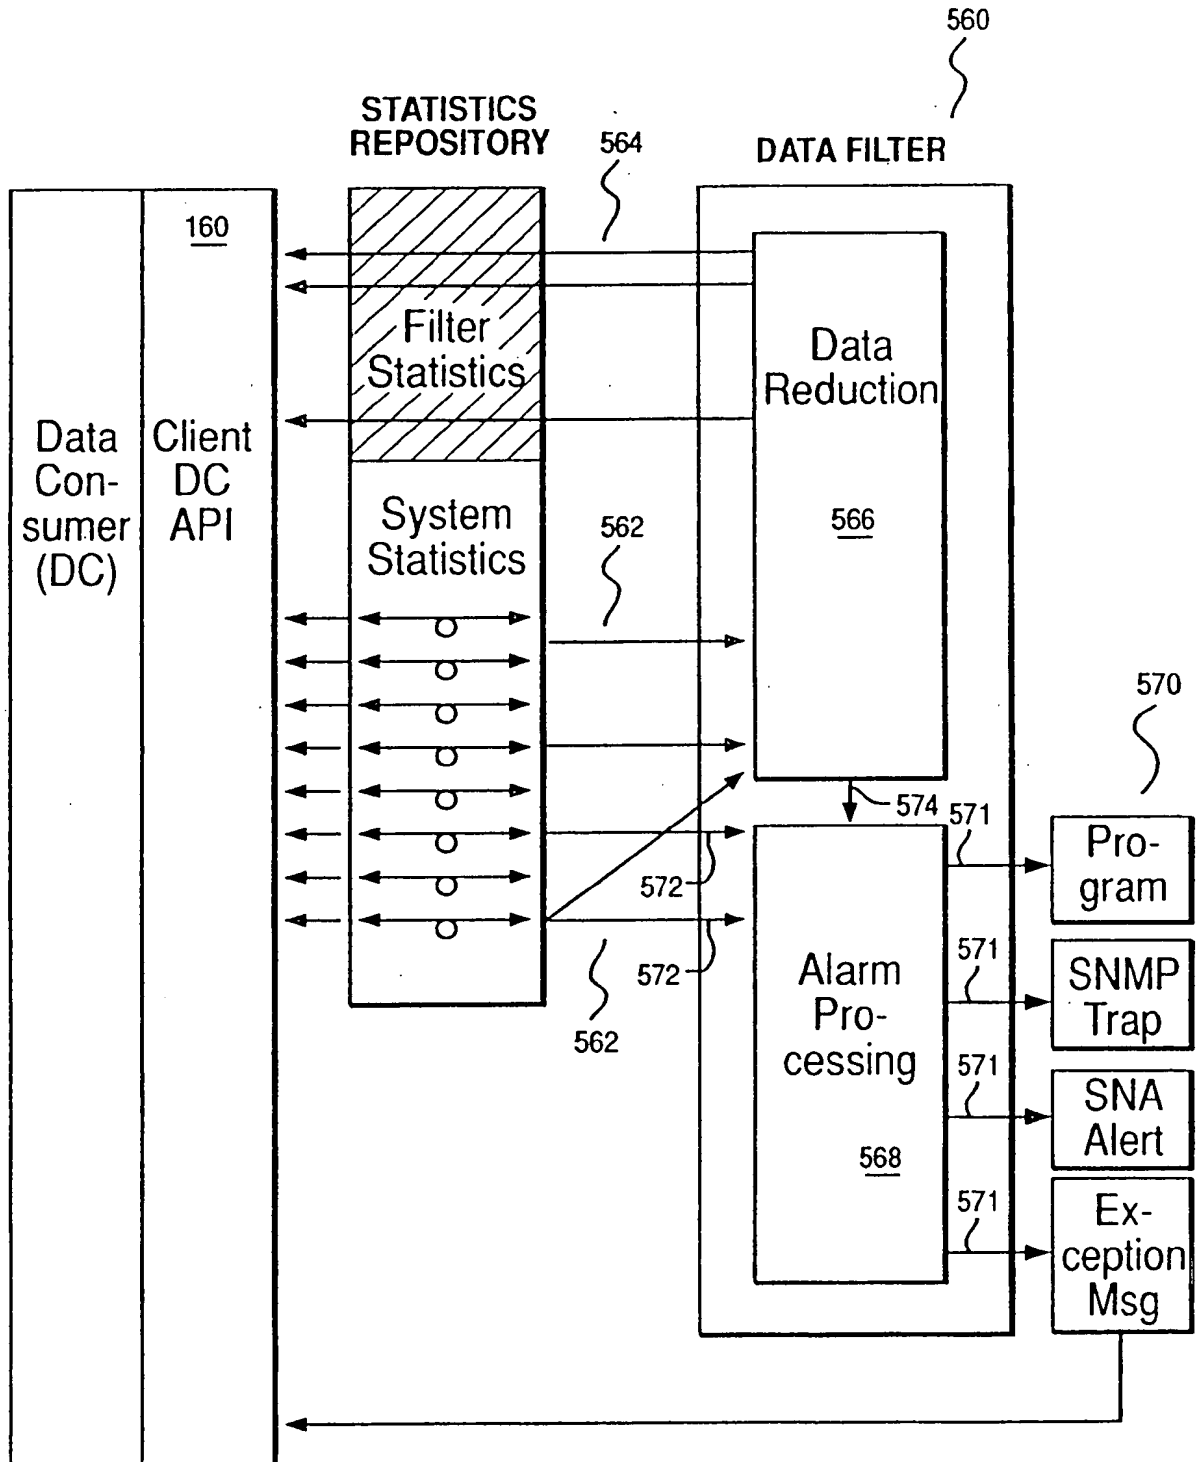 560
STATISTICS
REPOSITORY
564
DATA FILTER
160
Filter
Statistics
Data
Reduction
566
Data
Con-
sumer
(DC)
Client
DC
API
System
Statistics
562
570
574
571
572
Pro-
gram
572
562
Alarm
Pro-
cessing
568
571
SNMP
Trap
571
SNA
Alert
571
Ex-
ception
Msg